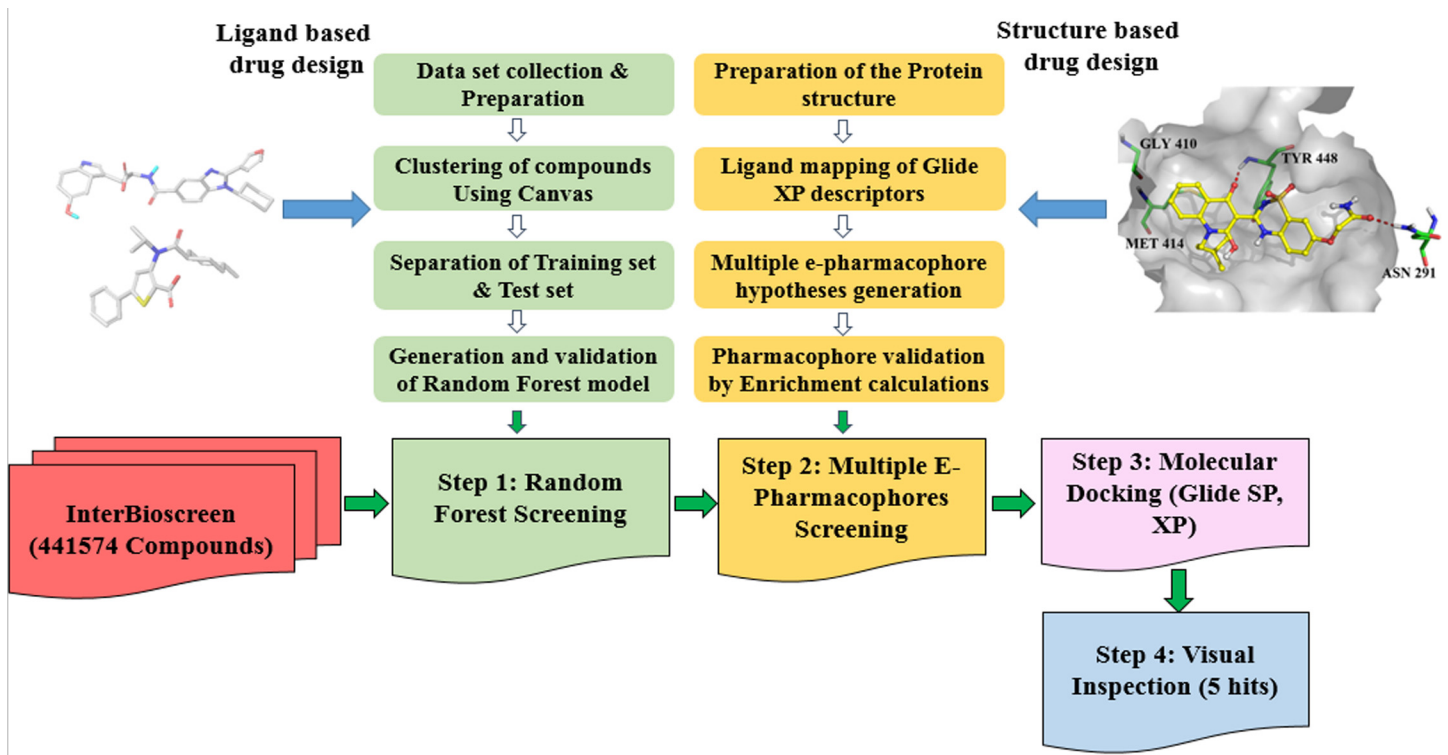 Ligand based
drug design
Data set collection &
Preparation
Clustering of compounds
Using Canvas
Separation of Training set
& Test set
Generation and validation
of Random Forest model
Preparation of the Protein
structure
Ligand mapping of Glide
XP descriptors
Multiple e-pharmacophore
hypotheses generation
Pharmacophore validation
by Enrichment calculations
Structure based
drug design
GLY 410
TYR 448
MET 414
ASN 291
InterBioscreen
(441574 Compounds)
Step 1: Random
Forest Screening
Step 2: Multiple E-
Pharmacophores
Screening
Step 3: Molecular
Docking (Glide SP,
XP)
Step 4: Visual
Inspection (5 hits)